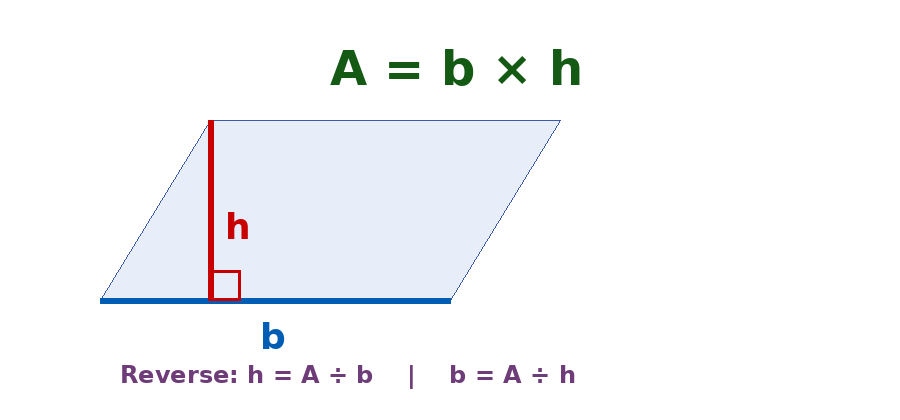 A = b × h
h
b
Reverse: h = A ÷ b | b = A ÷ h